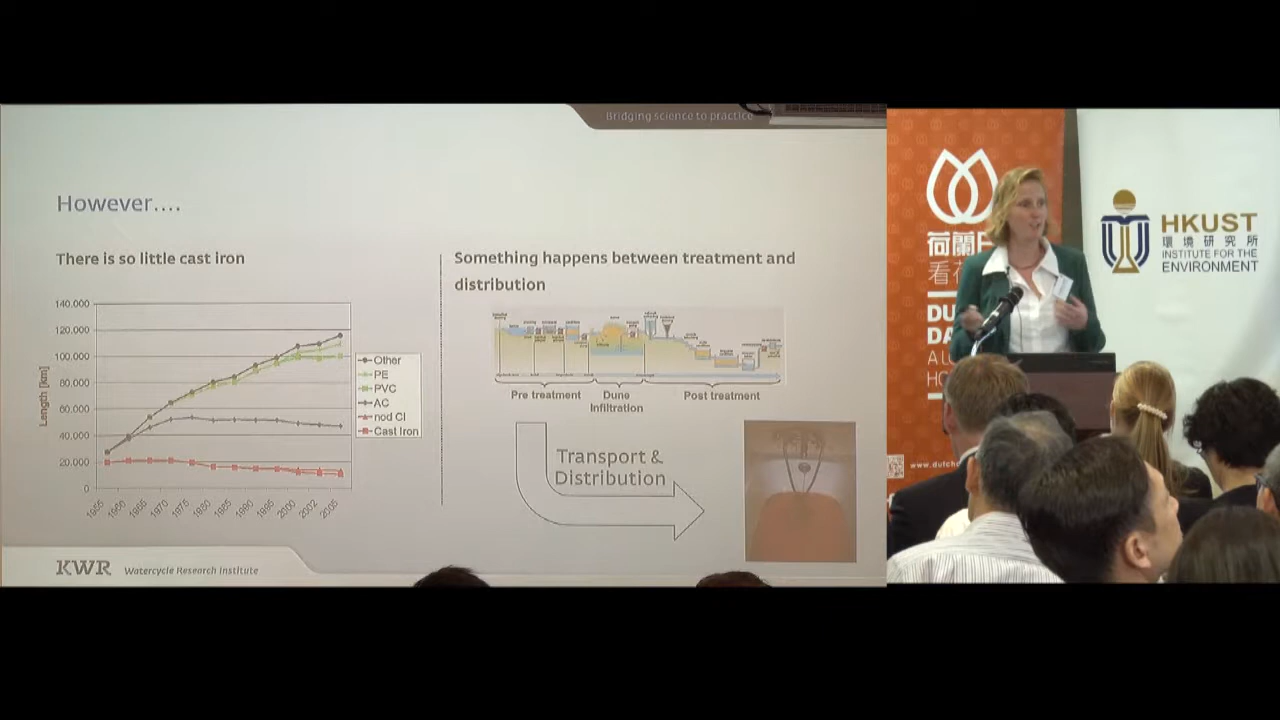 Bridging science to practice
However....
There is so little cast iron
140,000
120,000
100,000
80,000
60,000
40,000
20,000
0
Length [km]
1955
1960
1965
1970
1975
1980
1985
1990
1995
2000
2002
2005
Other
PE
PVC
AC
nod CI
Cast Iron
Something happens between treatment and
distribution
Pre treatment
Dune
Infiltration
Post treatment
Transport &
Distribution
KWR
Watercycle Research Institute
荷蘭
看
DU
DA
A L
HO
www.dutch
HKUST
環境研究所
INSTITUTE FOR THE
ENVIRONMENT